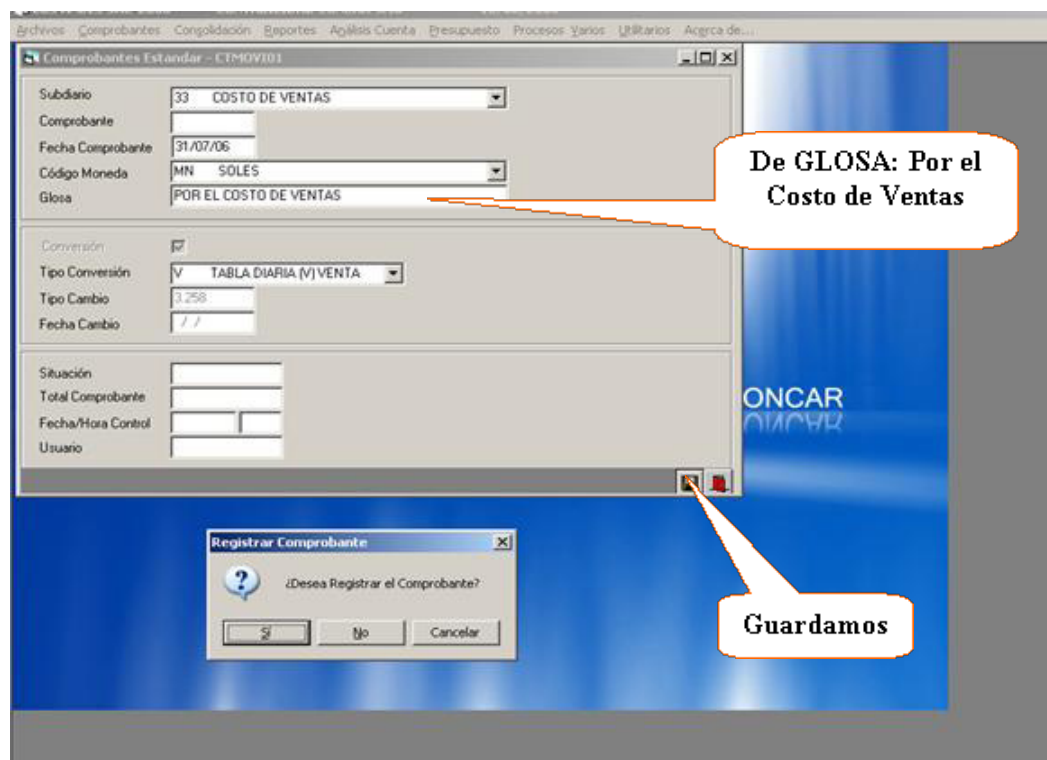 Archivos Comprobantes Consolidación Reportes Análisis Cuenta Presupuesto Procesos Varios Utilitarios Acerca de...
Comprobantes Estandar - CTMOVI01
Subdiario 33 COSTO DE VENTAS
Comprobante
Fecha Comprobante 31/07/06
Código Moneda MN SOLES
Glosa POR EL COSTO DE VENTAS
De GLOSA: Por el
Costo de Ventas
Conversión
Tipo Conversión V TABLA DIARIA (V) VENTA
Tipo Cambio 3.258
Fecha Cambio / /
Situación
Total Comprobante
Fecha/Hora Control
Usuario
ONCAR
Registrar Comprobante
¿Desea Registrar el Comprobante?
Sí No Cancelar
Guardamos